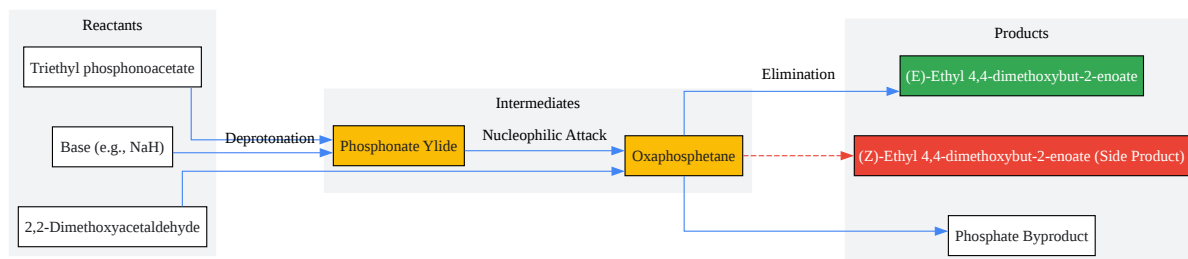 Reactants
Triethyl phosphonoacetate
Base (e.g., NaH)
2,2-Dimethoxyacetaldehyde
Deprotonation
Intermediates
Phosphonate Ylide
Nucleophilic Attack
Oxaphosphetane
Elimination
Products
(E)-Ethyl 4,4-dimethoxybut-2-enoate
(Z)-Ethyl 4,4-dimethoxybut-2-enoate (Side Product)
Phosphate Byproduct